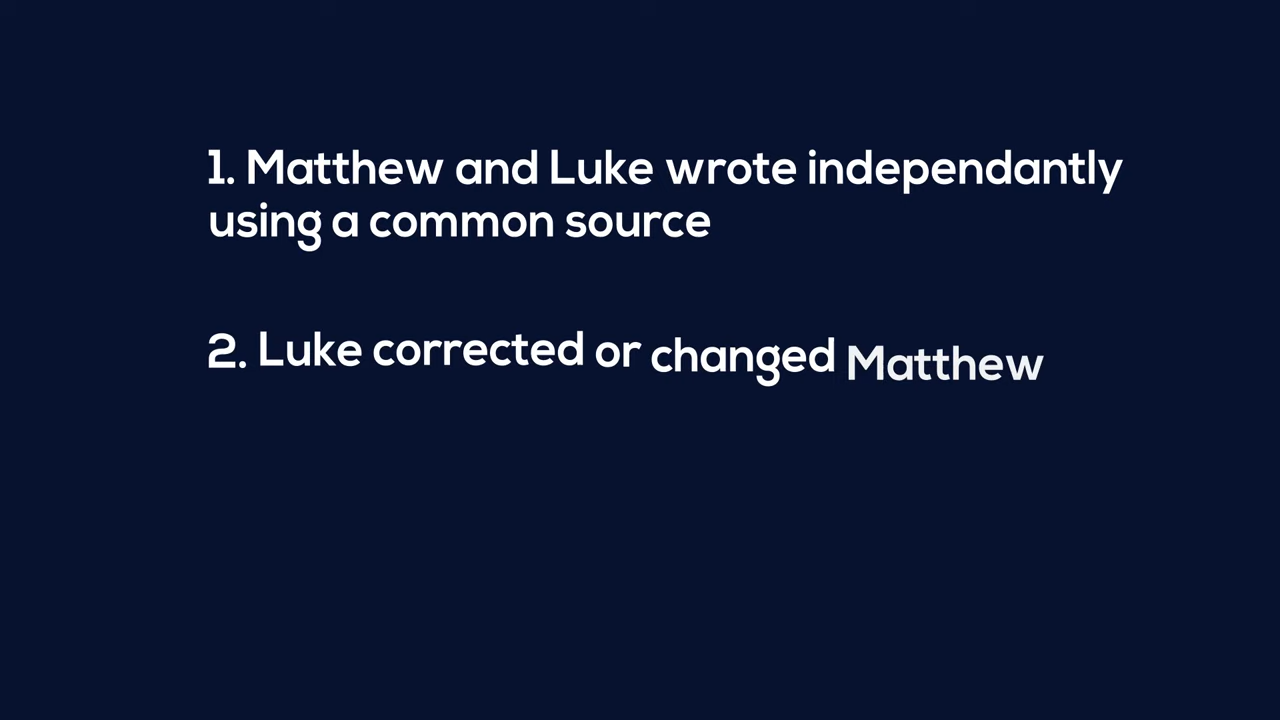 1. Matthew and Luke wrote independantly
using a common source
2. Luke corrected or changed Matthew